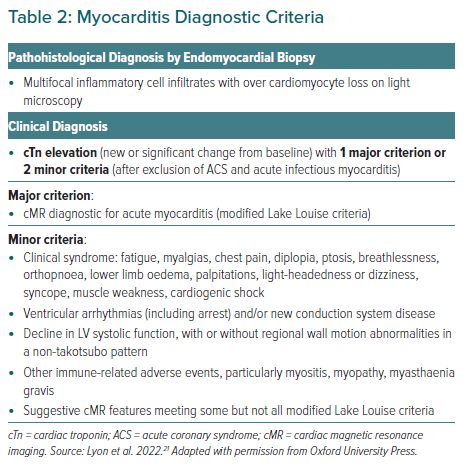 Table 2: Myocarditis Diagnostic Criteria
Pathohistological Diagnosis by Endomyocardial Biopsy
• Multifocal inflammatory cell infiltrates with over cardiomyocyte loss on light
microscopy
Clinical Diagnosis
• cTn elevation (new or significant change from baseline) with 1 major criterion or
2 minor criteria (after exclusion of ACS and acute infectious myocarditis)
Major criterion:
• cMR diagnostic for acute myocarditis (modified Lake Louise criteria)
Minor criteria:
• Clinical syndrome: fatigue, myalgias, chest pain, diplopia, ptosis, breathlessness,
orthopnoea, lower limb oedema, palpitations, light-headedness or dizziness,
syncope, muscle weakness, cardiogenic shock
• Ventricular arrhythmias (including arrest) and/or new conduction system disease
• Decline in LV systolic function, with or without regional wall motion abnormalities in
a non-takotsubo pattern
• Other immune-related adverse events, particularly myositis, myopathy, myasthaenia
gravis
• Suggestive cMR features meeting some but not all modified Lake Louise criteria
cTn = cardiac troponin; ACS = acute coronary syndrome; cMR = cardiac magnetic resonance
imaging. Source: Lyon et al. 2022.²¹ Adapted with permission from Oxford University Press.